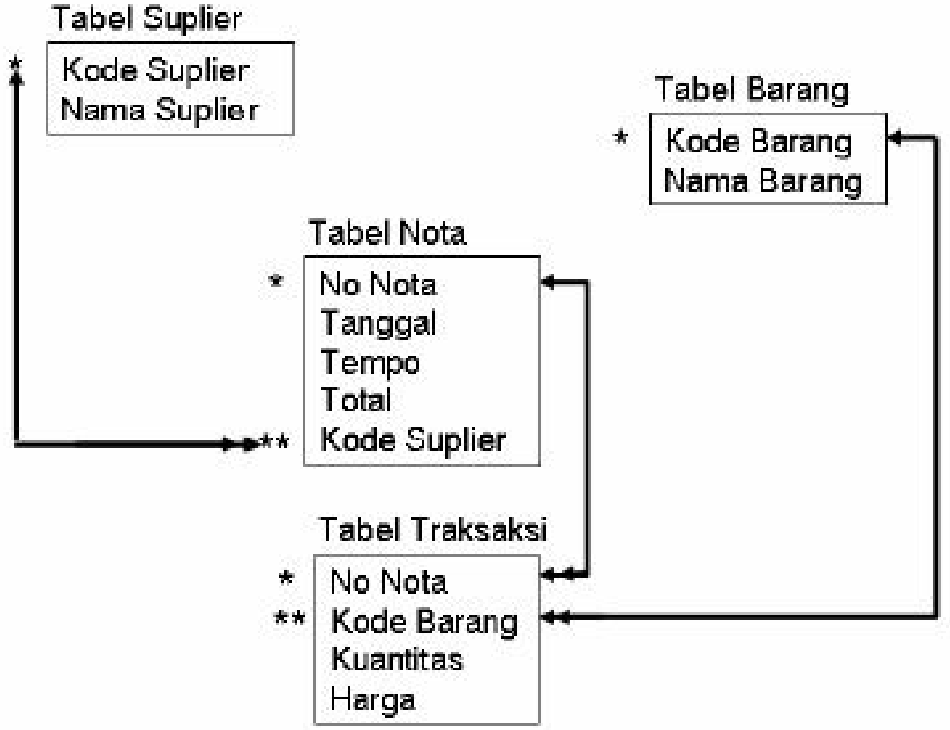 Tabel Suplier
* Kode Suplier
Nama Suplier
Tabel Barang
* Kode Barang
Nama Barang
Tabel Nota
* No Nota
Tanggal
Tempo
Total
** Kode Suplier
Tabel Traksaksi
* No Nota
** Kode Barang
Kuantitas
Harga